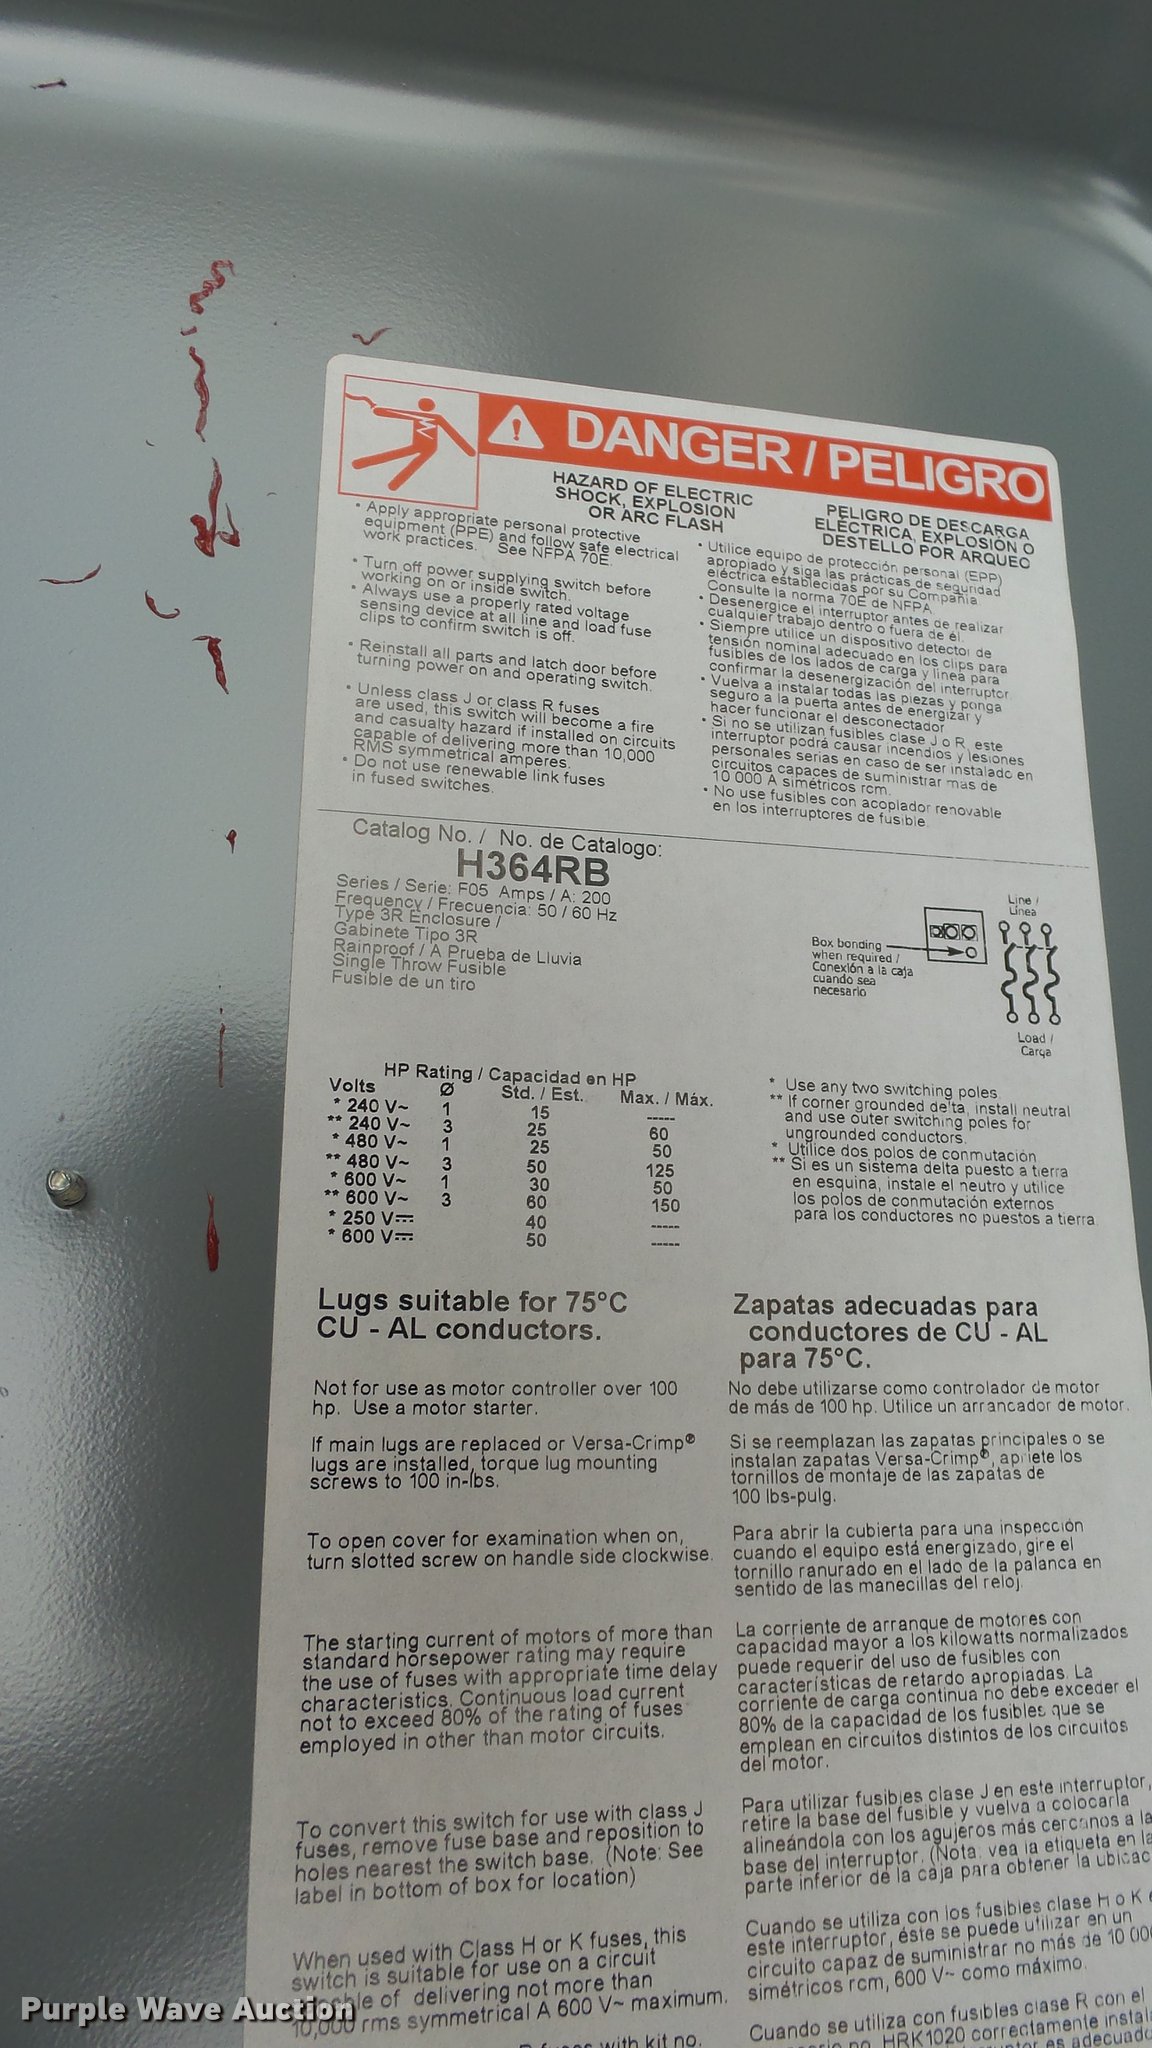 DANGER / PELIGRO
HAZARD OF ELECTRIC
SHOCK, EXPLOSION
OR ARC FLASH
• Apply appropriate personal protective
equipment (PPE) and follow safe electrical
work practices. See NFPA 70E.
• Turn off power supplying switch before
working on or inside switch.
• Always use a properly rated voltage
sensing device at all line and load fuse
clips to confirm switch is off.
• Reinstall all parts and latch door before
turning power on and operating switch.
• Unless class J or class R fuses
are used, this switch will become a fire
and casualty hazard if installed on circuits
capable of delivering more than 10,000
RMS symmetrical amperes.
• Do not use renewable link fuses
in fused switches.
PELIGRO DE DESCARGA
ELÉCTRICA, EXPLOSIÓN O
DESTELLO POR ARQUEO
• Utilice equipo de protección personal (EPP)
apropiado y siga las prácticas de seguridad
eléctrica establecidas por su Compañia
Consulte la norma 70E de NFPA.
• Desenergice el interruptor antes de realizar
cualquier trabajo dentro o fuera de él.
• Siempre utilice un dispositivo detector de
tensión nominal adecuado en los clips para
fusibles de los lados de carga y línea para
confirmar la desenergización del interruptor.
• Vuelva a instalar todas las piezas y ponga
seguro a la puerta antes de energizar y
hacer funcionar el desconectador
• Si no se utilizan fusibles clase J o R, este
interruptor podrá causar incendios y lesiones
personales serias en caso de ser instalado en
circuitos capaces de suministrar mas de
10 000 A simétricos rcm.
• No use fusibles con acoplador renovable
en los interruptores de fusible.
Catalog No. / No. de Catalogo:
H364RB
Series / Serie: F05 Amps / A: 200
Frequency / Frecuencia: 50 / 60 Hz
Type 3R Enclosure /
Gabinete Tipo 3R
Rainproof / A Prueba de Lluvia
Single Throw Fusible
Fusible de un tiro
Line /
Línea
Box bonding
when required /
Conexión a la caja
cuando sea
necesario
Load /
Carga
HP Rating / Capacidad en HP
Volts Ø Std. / Est. Max. / Máx.
* 240 V~ 1 15 -----
** 240 V~ 3 25 60
* 480 V~ 1 25 50
** 480 V~ 3 50 125
* 600 V~ 1 30 50
** 600 V~ 3 60 150
* 250 V⎓ 40 -----
* 600 V⎓ 50 -----
* Use any two switching poles.
** If corner grounded delta, install neutral
and use outer switching poles for
ungrounded conductors.
* Utilice dos polos de conmutación
** Si es un sistema delta puesto a tierra
en esquina, instale el neutro y utilice
los polos de conmutación externos
para los conductores no puestos a tierra.
Lugs suitable for 75°C
CU - AL conductors.
Not for use as motor controller over 100
hp. Use a motor starter.
If main lugs are replaced or Versa-Crimp®
lugs are installed, torque lug mounting
screws to 100 in-lbs.
To open cover for examination when on,
turn slotted screw on handle side clockwise.
The starting current of motors of more than
standard horsepower rating may require
the use of fuses with appropriate time delay
characteristics. Continuous load current
not to exceed 80% of the rating of fuses
employed in other than motor circuits.
To convert this switch for use with class J
fuses, remove fuse base and reposition to
holes nearest the switch base. (Note: See
label in bottom of box for location)
When used with Class H or K fuses, this
switch is suitable for use on a circuit
of delivering not more than
10,000 rms symmetrical A 600 V~ maximum.
with kit no.
Zapatas adecuadas para
conductores de CU - AL
para 75°C.
No debe utilizarse como controlador de motor
de más de 100 hp. Utilice un arrancador de motor.
Si se reemplazan las zapatas principales o se
instalan zapatas Versa-Crimp®, apriete los
tornillos de montaje de las zapatas de
100 lbs-pulg.
Para abrir la cubierta para una inspección
cuando el equipo está energizado, gire el
tornillo ranurado en el lado de la palanca en
sentido de las manecillas del reloj.
La corriente de arranque de motores con
capacidad mayor a los kilowatts normalizados
puede requerir del uso de fusibles con
características de retardo apropiadas. La
corriente de carga continua no debe exceder el
80% de la capacidad de los fusibles que se
emplean en circuitos distintos de los circuitos
del motor.
Para utilizar fusibles clase J en este interruptor,
retire la base del fusible y vuelva a colocarla
alineándola con los agujeros más cercanos a la
base del interruptor. (Nota: vea la etiqueta en la
parte inferior de la caja para obtener la ubicac
Cuando se utiliza con los fusibles clase H o K e
este interruptor, éste se puede utilizar en un
circuito capaz de suministrar no más de 10 000
simétricos rcm, 600 V~ como máximo.
Cuando se utiliza con fusibles clase R con el
no. HRK1020 correctamente instal
es adecuado
Purple Wave Auction